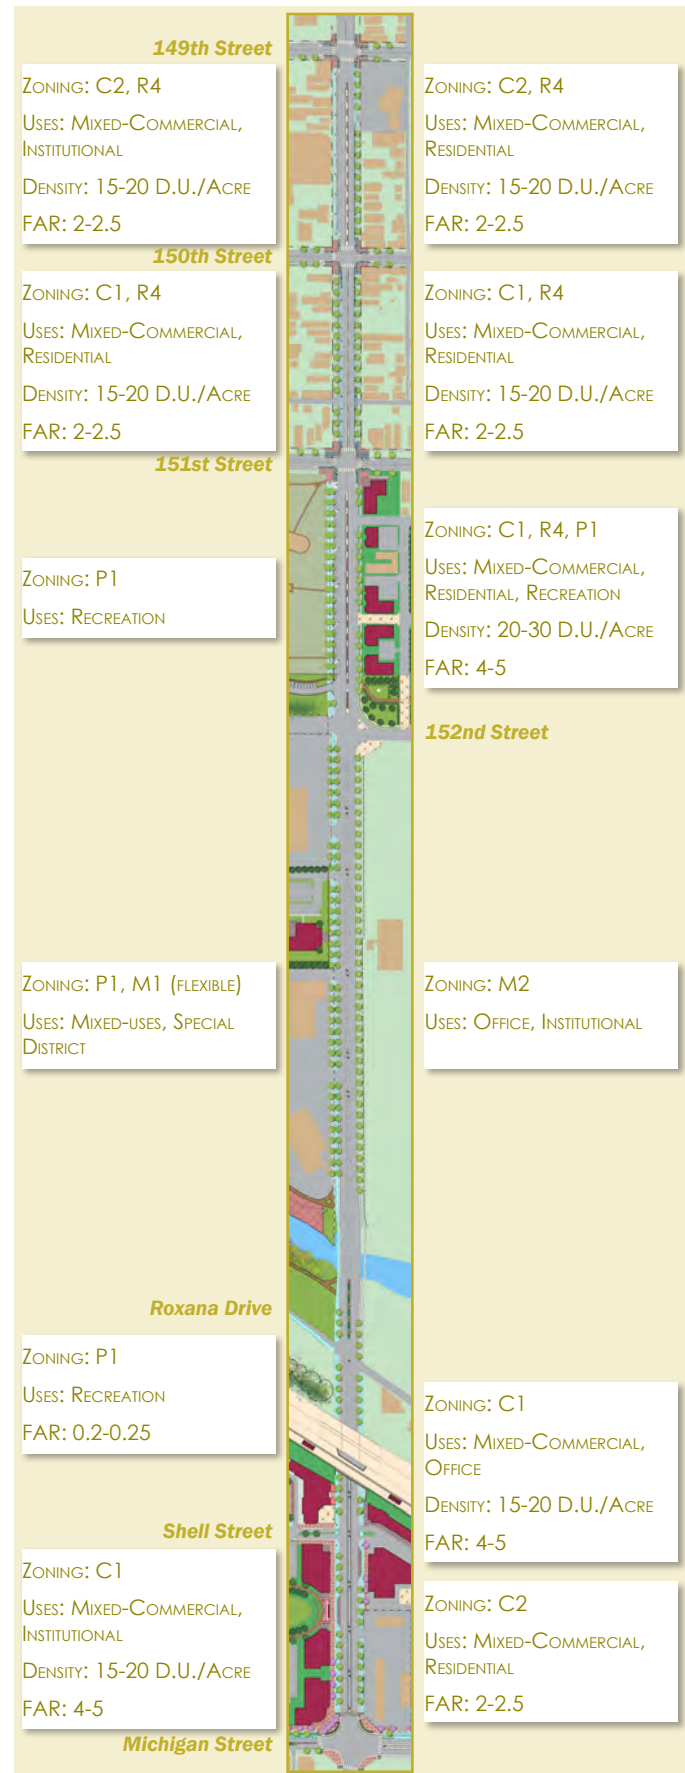 149th Street
Zoning: C2, R4
Uses: Mixed-Commercial,
Institutional
Density: 15-20 D.U./Acre
FAR: 2-2.5
Zoning: C2, R4
Uses: Mixed-Commercial,
Residential
Density: 15-20 D.U./Acre
FAR: 2-2.5
150th Street
Zoning: C1, R4
Uses: Mixed-Commercial,
Residential
Density: 15-20 D.U./Acre
FAR: 2-2.5
Zoning: C1, R4
Uses: Mixed-Commercial,
Residential
Density: 15-20 D.U./Acre
FAR: 2-2.5
151st Street
Zoning: P1
Uses: Recreation
Zoning: C1, R4, P1
Uses: Mixed-Commercial,
Residential, Recreation
Density: 20-30 D.U./Acre
FAR: 4-5
152nd Street
Zoning: P1, M1 (flexible)
Uses: Mixed-uses, Special
District
Zoning: M2
Uses: Office, Institutional
Roxana Drive
Zoning: P1
Uses: Recreation
FAR: 0.2-0.25
Zoning: C1
Uses: Mixed-Commercial,
Office
Density: 15-20 D.U./Acre
FAR: 4-5
Shell Street
Zoning: C1
Uses: Mixed-Commercial,
Institutional
Density: 15-20 D.U./Acre
FAR: 4-5
Zoning: C2
Uses: Mixed-Commercial,
Residential
FAR: 2-2.5
Michigan Street